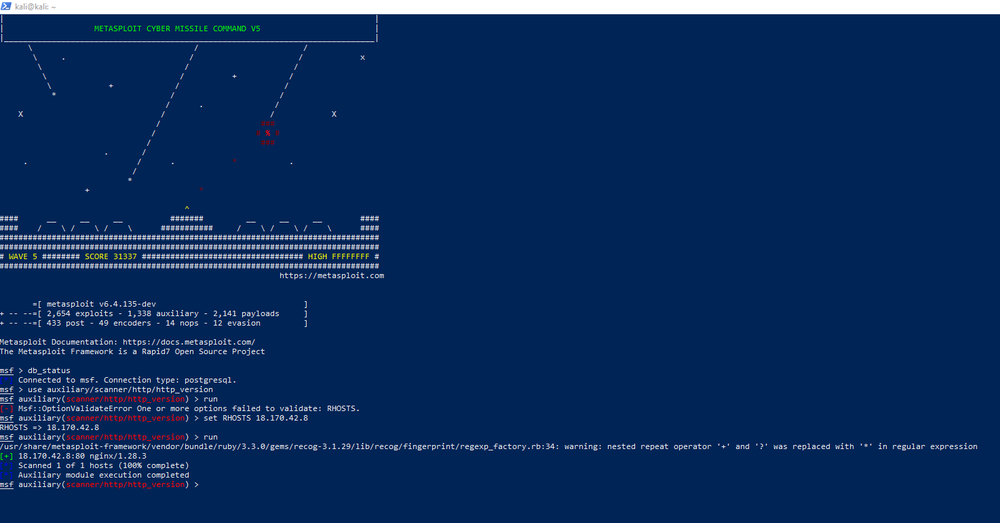 kali@kali: ~
METASPLOIT CYBER MISSILE COMMAND V5
# WAVE 5 ######## SCORE 31337 ################################## HIGH FFFFFFFF #
https://metasploit.com
=[ metasploit v6.4.135-dev ]
+ -- --=[ 2,654 exploits - 1,338 auxiliary - 2,141 payloads ]
+ -- --=[ 433 post - 49 encoders - 14 nops - 12 evasion ]
Metasploit Documentation: https://docs.metasploit.com/
The Metasploit Framework is a Rapid7 Open Source Project
msf > db_status
[*] Connected to msf. Connection type: postgresql.
msf > use auxiliary/scanner/http/http_version
msf auxiliary(scanner/http/http_version) > run
[-] Msf::OptionValidateError One or more options failed to validate: RHOSTS.
msf auxiliary(scanner/http/http_version) > set RHOSTS 18.170.42.8
RHOSTS => 18.170.42.8
msf auxiliary(scanner/http/http_version) > run
/usr/share/metasploit-framework/vendor/bundle/ruby/3.3.0/gems/recog-3.1.29/lib/recog/fingerprint/regexp_factory.rb:34: warning: nested repeat operator '+' and '?' was replaced with '*' in regular expression
[+] 18.170.42.8:80 nginx/1.28.3
[*] Scanned 1 of 1 hosts (100% complete)
[*] Auxiliary module execution completed
msf auxiliary(scanner/http/http_version) >